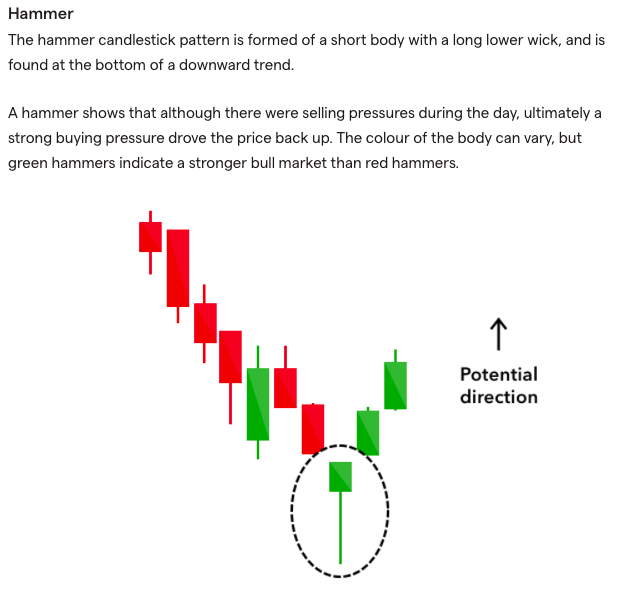 Hammer
The hammer candlestick pattern is formed of a short body with a long lower wick, and is
found at the bottom of a downward trend.
A hammer shows that although there were selling pressures during the day, ultimately a
strong buying pressure drove the price back up. The colour of the body can vary, but
green hammers indicate a stronger bull market than red hammers.
Potential
direction